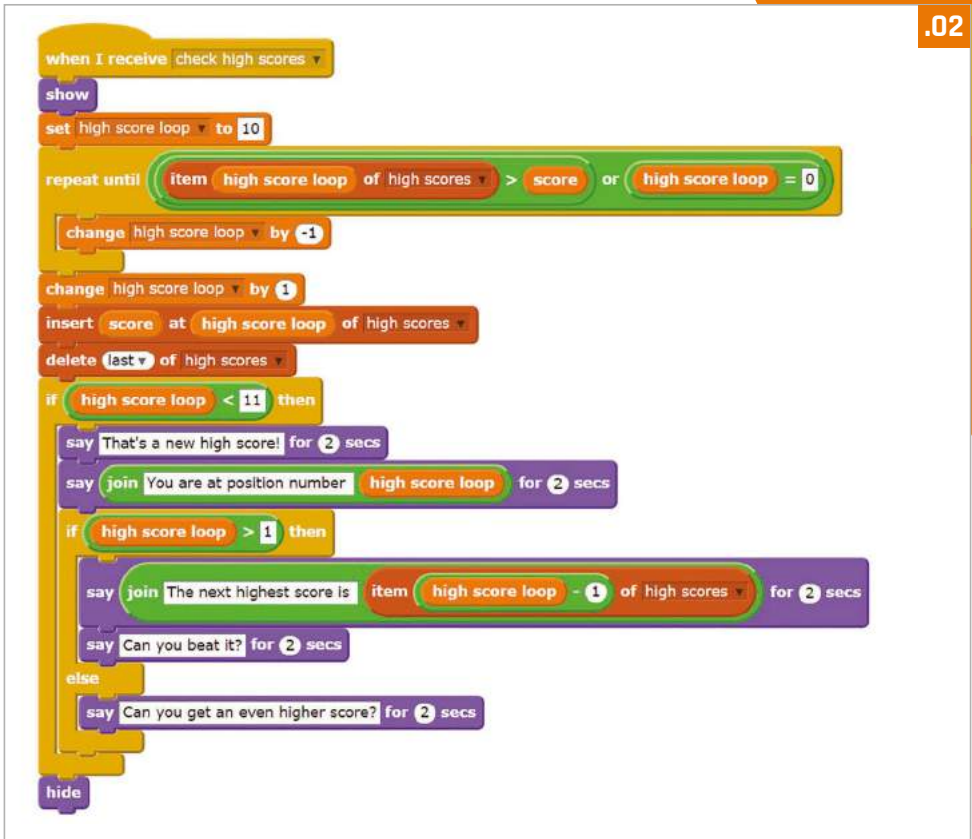 .02
when I receive check high scores
show
set high score loop to 10
repeat until item high score loop of high scores > score or high score loop = 0
change high score loop by -1
change high score loop by 1
insert score at high score loop of high scores
delete last of high scores
if high score loop < 11 then
say That's a new high score! for 2 secs
say join You are at position number high score loop for 2 secs
if high score loop > 1 then
say join The next highest score is item high score loop - 1 of high scores for 2 secs
say Can you beat it? for 2 secs
else
say Can you get an even higher score? for 2 secs
hide